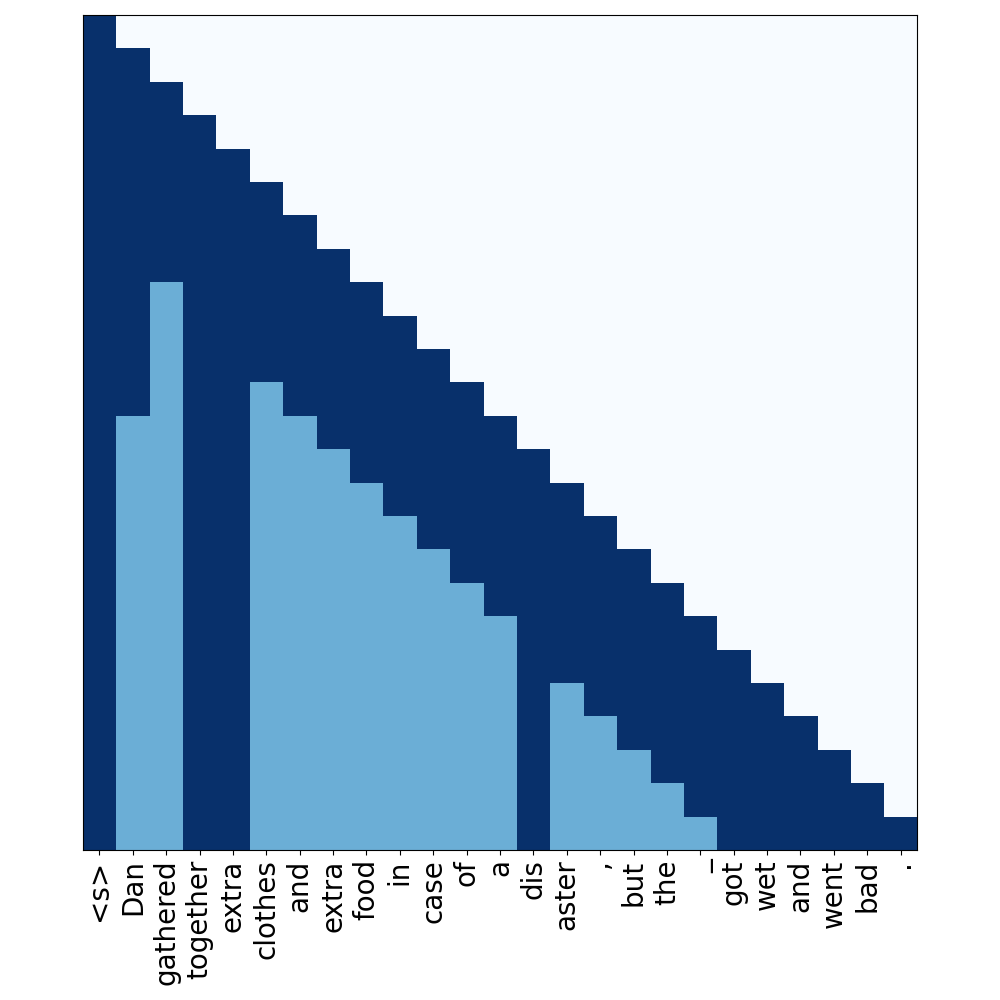 <s> Dan gathered together extra clothes and extra food in case of a dis aster , but the _ got wet and went bad .